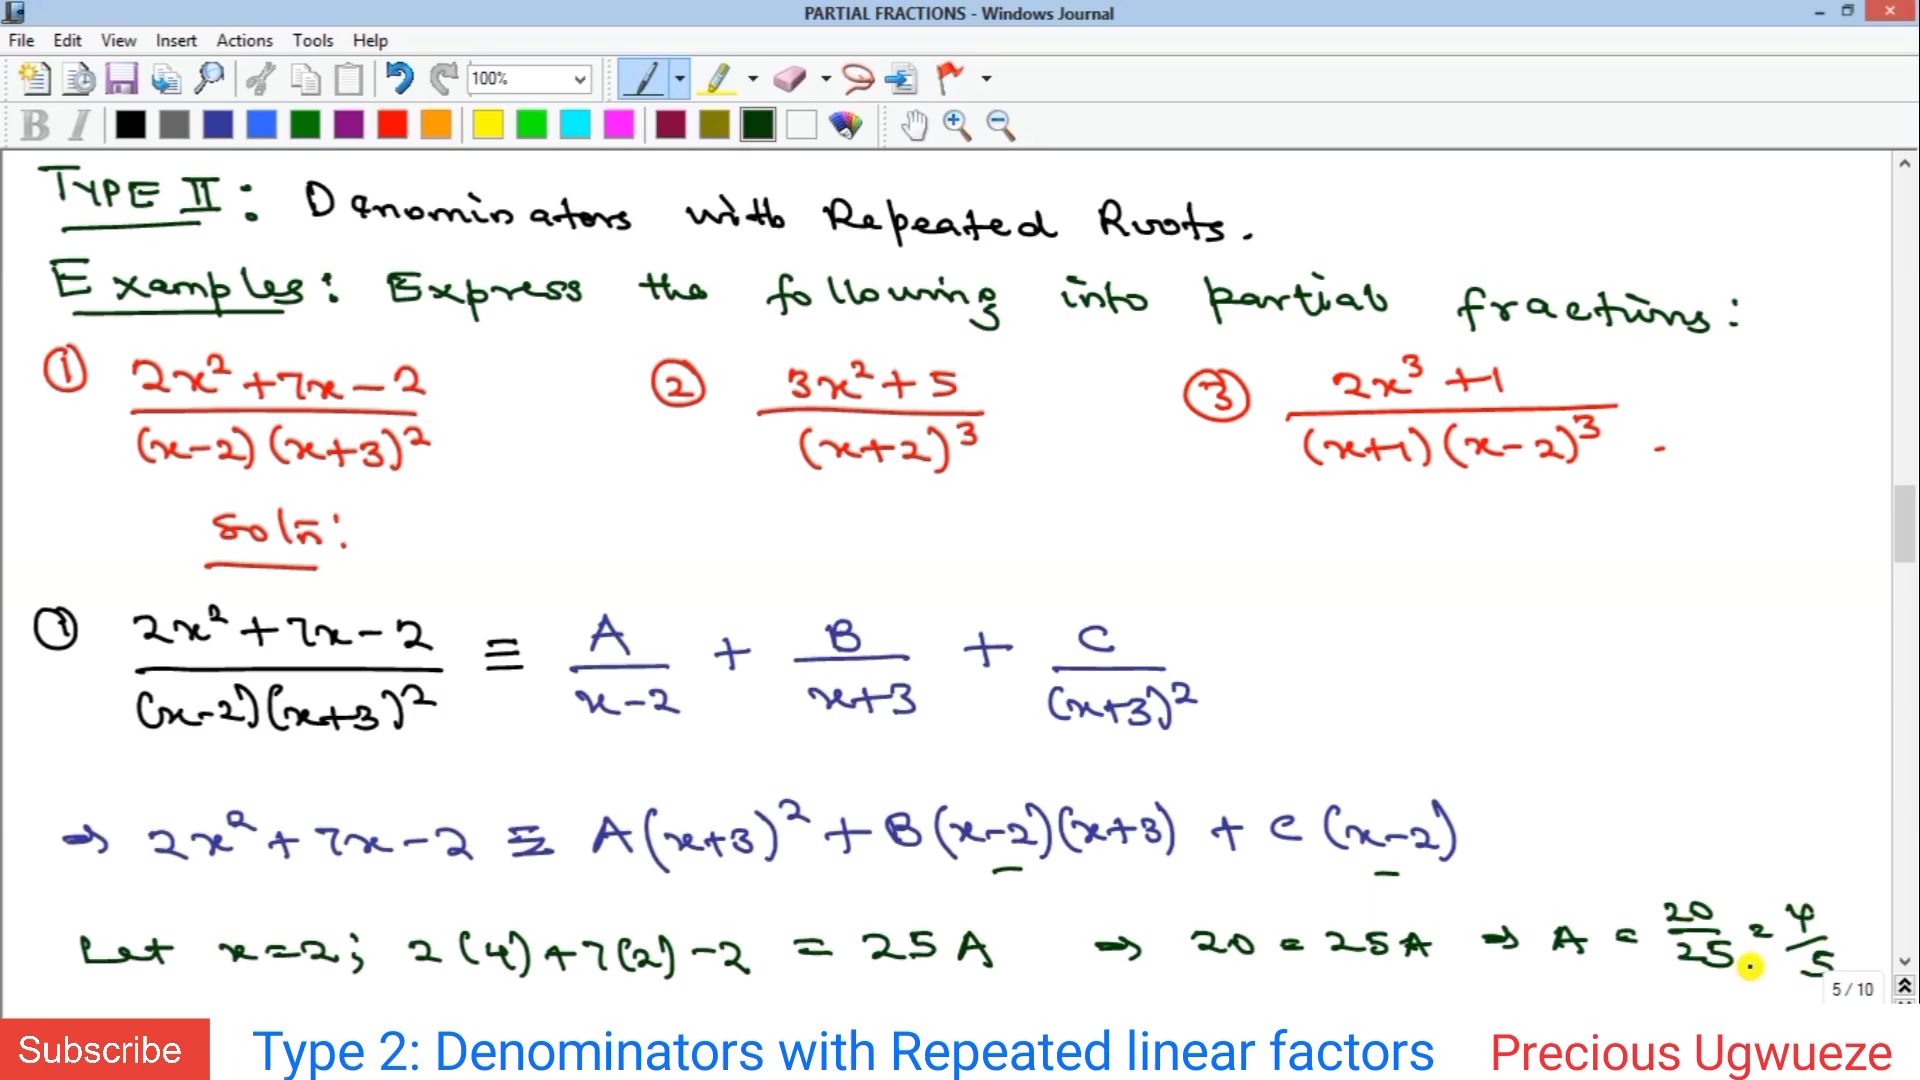 PARTIAL FRACTIONS - Windows Journal
File Edit View Insert Actions Tools Help
100%
B I
TYPE II: Denominators with Repeated Roots.
Examples: Express the following into partial fractions:
① (2x² + 7x - 2) / ((x-2)(x+3)²) ② (3x² + 5) / (x+2)³ ③ (2x³ + 1) / ((x+1)(x-2)³).
Soln:
① (2x² + 7x - 2) / ((x-2)(x+3)²) ≡ A/(x-2) + B/(x+3) + C/(x+3)²
⇒ 2x² + 7x - 2 ≡ A(x+3)² + B(x-2)(x+3) + C(x-2)
Let x=2; 2(4)+7(2)-2 = 25A ⇒ 20 = 25A ⇒ A = 20/25 = 4/5
5 / 10
Subscribe Type 2: Denominators with Repeated linear factors Precious Ugwueze